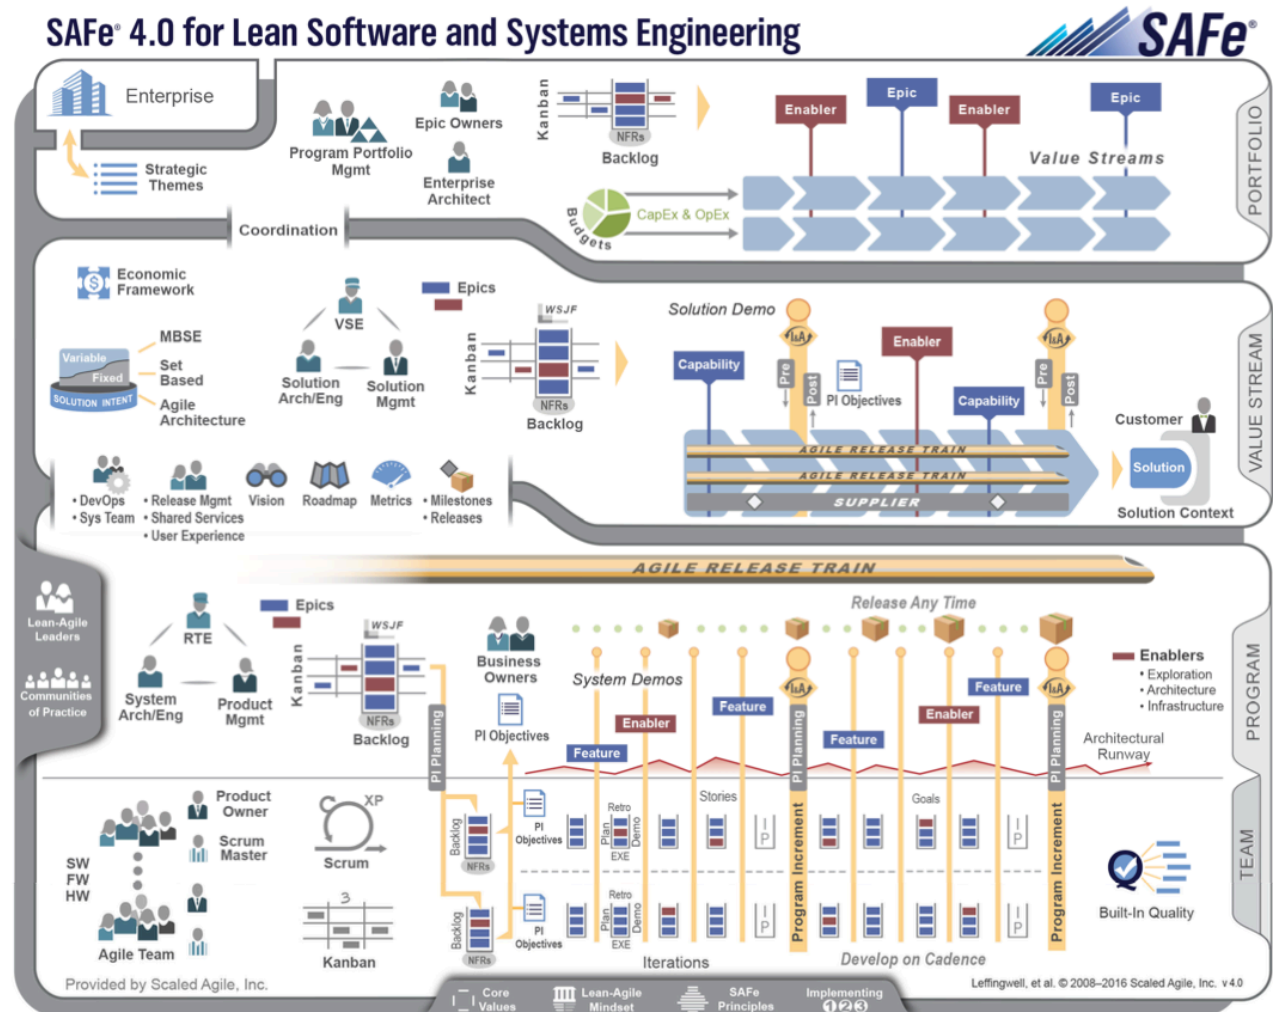 SAFe® 4.0 for Lean Software and Systems Engineering
SAFe®
Enterprise
Strategic
Themes
Program Portfolio
Mgmt
Epic Owners
Enterprise
Architect
Kanban
NFRs
Backlog
Enabler
Epic
Enabler
Epic
Value Streams
Budgets
CapEx & OpEx
PORTFOLIO
Coordination
Economic
Framework
Variable
Fixed
SOLUTION INTENT
MBSE
Set
Based
Agile
Architecture
VSE
Solution
Arch/Eng
Solution
Mgmt
Epics
Kanban
WSJF
NFRs
Backlog
Solution Demo
Capability
I&A
Pre
Post
PI Objectives
Enabler
Capability
I&A
Pre
Post
AGILE RELEASE TRAIN
AGILE RELEASE TRAIN
SUPPLIER
Customer
Solution
Solution Context
VALUE STREAM
• DevOps
• Sys Team
• Release Mgmt
• Shared Services
• User Experience
Vision
Roadmap
Metrics
• Milestones
• Releases
AGILE RELEASE TRAIN
Lean-Agile
Leaders
Communities
of Practice
RTE
System
Arch/Eng
Product
Mgmt
Epics
Kanban
WSJF
NFRs
Backlog
PI Planning
Business
Owners
PI Objectives
Release Any Time
System Demos
Feature
Enabler
Feature
I&A
PI Planning
Feature
Enabler
Feature
I&A
PI Planning
Enablers
• Exploration
• Architecture
• Infrastructure
Architectural
Runway
PROGRAM
SW
FW
HW
Agile Team
Product
Owner
Scrum
Master
XP
Scrum
3
Kanban
Backlog
NFRs
PI
Objectives
Retro
Plan
Demo
EXE
Stories
I
P
Goals
I
P
Backlog
NFRs
PI
Objectives
Retro
Plan
Demo
EXE
I
P
I
P
Program Increment
Program Increment
Iterations
Develop on Cadence
Built-In Quality
TEAM
Provided by Scaled Agile, Inc.
Leffingwell, et al. © 2008–2016 Scaled Agile, Inc. v 4.0
Core
Values
Lean-Agile
Mindset
SAFe
Principles
Implementing
1 2 3